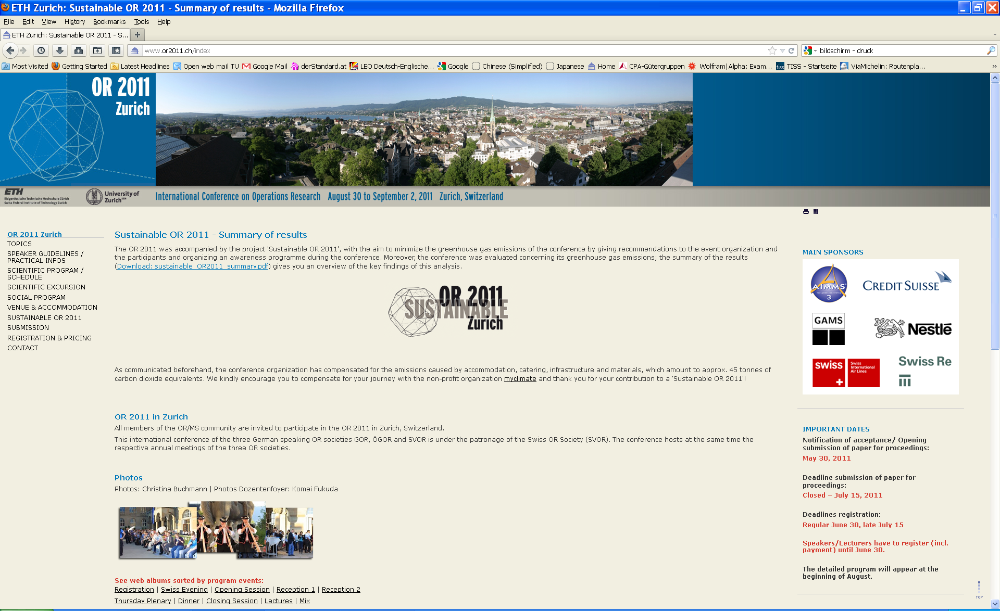 ETH Zurich: Sustainable OR 2011 - Summary of results - Mozilla Firefox
File Edit View History Bookmarks Tools Help
ETH Zurich: Sustainable OR 2011 - S...
www.or2011.ch/index
bildschirm - druck
Most Visited Getting Started Latest Headlines Open web mail TU Google Mail derStandard.at LEO Deutsch-Englische... Google Chinese (Simplified) Japanese Home CPA-Gütergruppen Wolfram|Alpha: Exam... TISS - Startseite ViaMichelin: Routenpla... »
OR 2011
Zurich
ETH
Eidgenössische Technische Hochschule Zürich
Swiss Federal Institute of Technology Zurich
University of
Zurich
International Conference on Operations Research August 30 to September 2, 2011 Zurich, Switzerland
OR 2011 Zurich
TOPICS
SPEAKER GUIDELINES /
PRACTICAL INFOS
SCIENTIFIC PROGRAM /
SCHEDULE
SCIENTIFIC EXCURSION
SOCIAL PROGRAM
VENUE & ACCOMMODATION
SUSTAINABLE OR 2011
SUBMISSION
REGISTRATION & PRICING
CONTACT
Sustainable OR 2011 - Summary of results
The OR 2011 was accompanied by the project 'Sustainable OR 2011', with the aim to minimize the greenhouse gas emissions of the conference by giving recommendations to the event organization and
the participants and organizing an awareness programme during the conference. Moreover, the conference was evaluated concerning its greenhouse gas emissions; the summary of the results
(Download: sustainable_OR2011_summary.pdf) gives you an overview of the key findings of this analysis.
OR 2011
SUSTAINABLE
Zurich
As communicated beforehand, the conference organization has compensated for the emissions caused by accommodation, catering, infrastructure and materials, which amount to approx. 45 tonnes of
carbon dioxide equivalents. We kindly encourage you to compensate for your journey with the non-profit organization myclimate and thank you for your contribution to a 'Sustainable OR 2011'!
OR 2011 in Zurich
All members of the OR/MS community are invited to participate in the OR 2011 in Zurich, Switzerland.
This international conference of the three German speaking OR societies GOR, ÖGOR and SVOR is under the patronage of the Swiss OR Society (SVOR). The conference hosts at the same time the
respective annual meetings of the three OR societies.
Photos
Photos: Christina Buchmann | Photos Dozentenfoyer: Komei Fukuda
See web albums sorted by program events:
Registration | Swiss Evening | Opening Session | Reception 1 | Reception 2
Thursday Plenary | Dinner | Closing Session | Lectures | Mix
MAIN SPONSORS
AIMMS
3
CREDIT SUISSE
GAMS
Nestlé
swiss
Swiss
International
Air Lines
Swiss Re
IMPORTANT DATES
Notification of acceptance/ Opening
submission of paper for proceedings:
May 30, 2011
Deadline submission of paper for
proceedings:
Closed – July 15, 2011
Deadlines registration:
Regular June 30, late July 15
Speakers/Lecturers have to register (incl.
payment) until June 30.
The detailed program will appear at the
beginning of August.
TOP